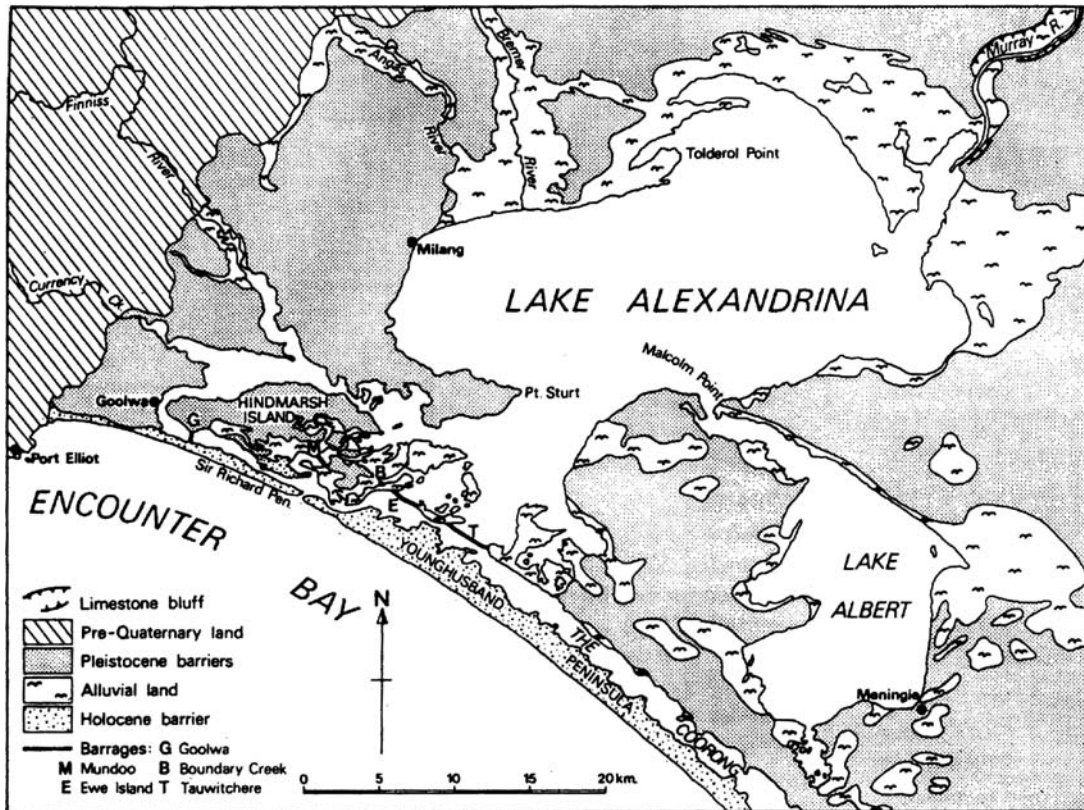 Murray R.
Bremer
Angas
Finniss
River
River
River
Tolderol Point
Milang
LAKE ALEXANDRINA
Currency Ck.
Malcolm Point
Pt. Sturt
Goolwa
HINDMARSH
ISLAND
G
M
B
Port Elliot
Sir Richard Pen.
E
T
ENCOUNTER
BAY
YOUNGHUSBAND
PENINSULA
THE
COORONG
LAKE
ALBERT
Meningie
N
Limestone bluff
Pre-Quaternary land
Pleistocene barriers
Alluvial land
Holocene barrier
Barrages: G Goolwa
M Mundoo B Boundary Creek
E Ewe Island T Tauwitchere
0 5 10 15 20 km.